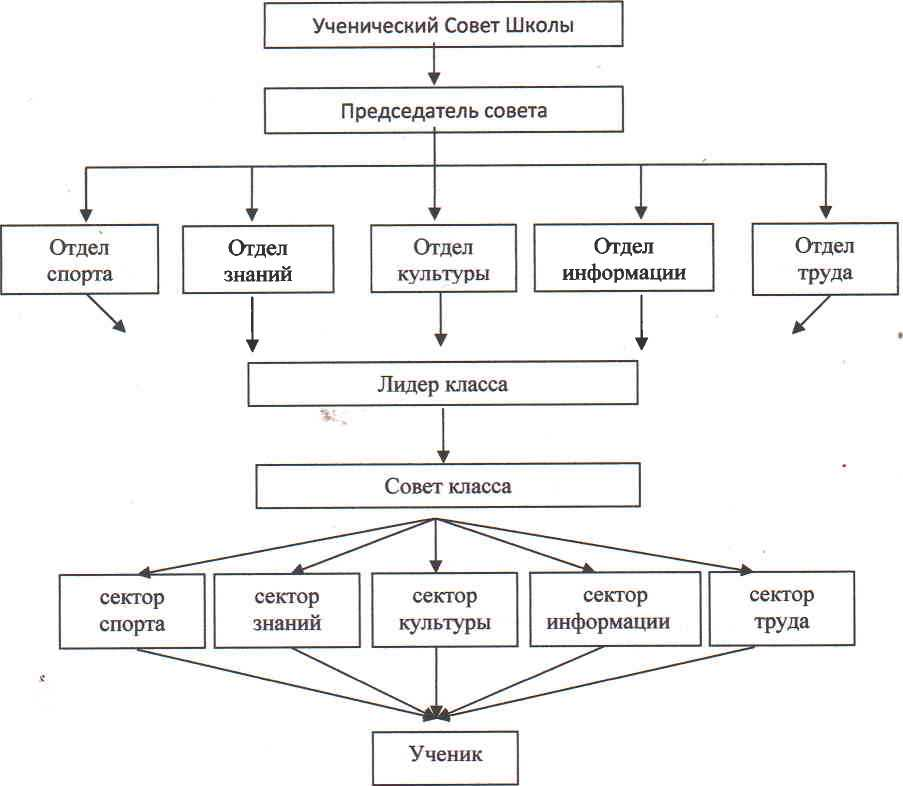 Ученический Совет Школы
Председатель совета
Отдел
спорта
Отдел
знаний
Отдел
культуры
Отдел
информации
Отдел
труда
Лидер класса
Совет класса
сектор
спорта
сектор
знаний
сектор
культуры
сектор
информации
сектор
труда
Ученик